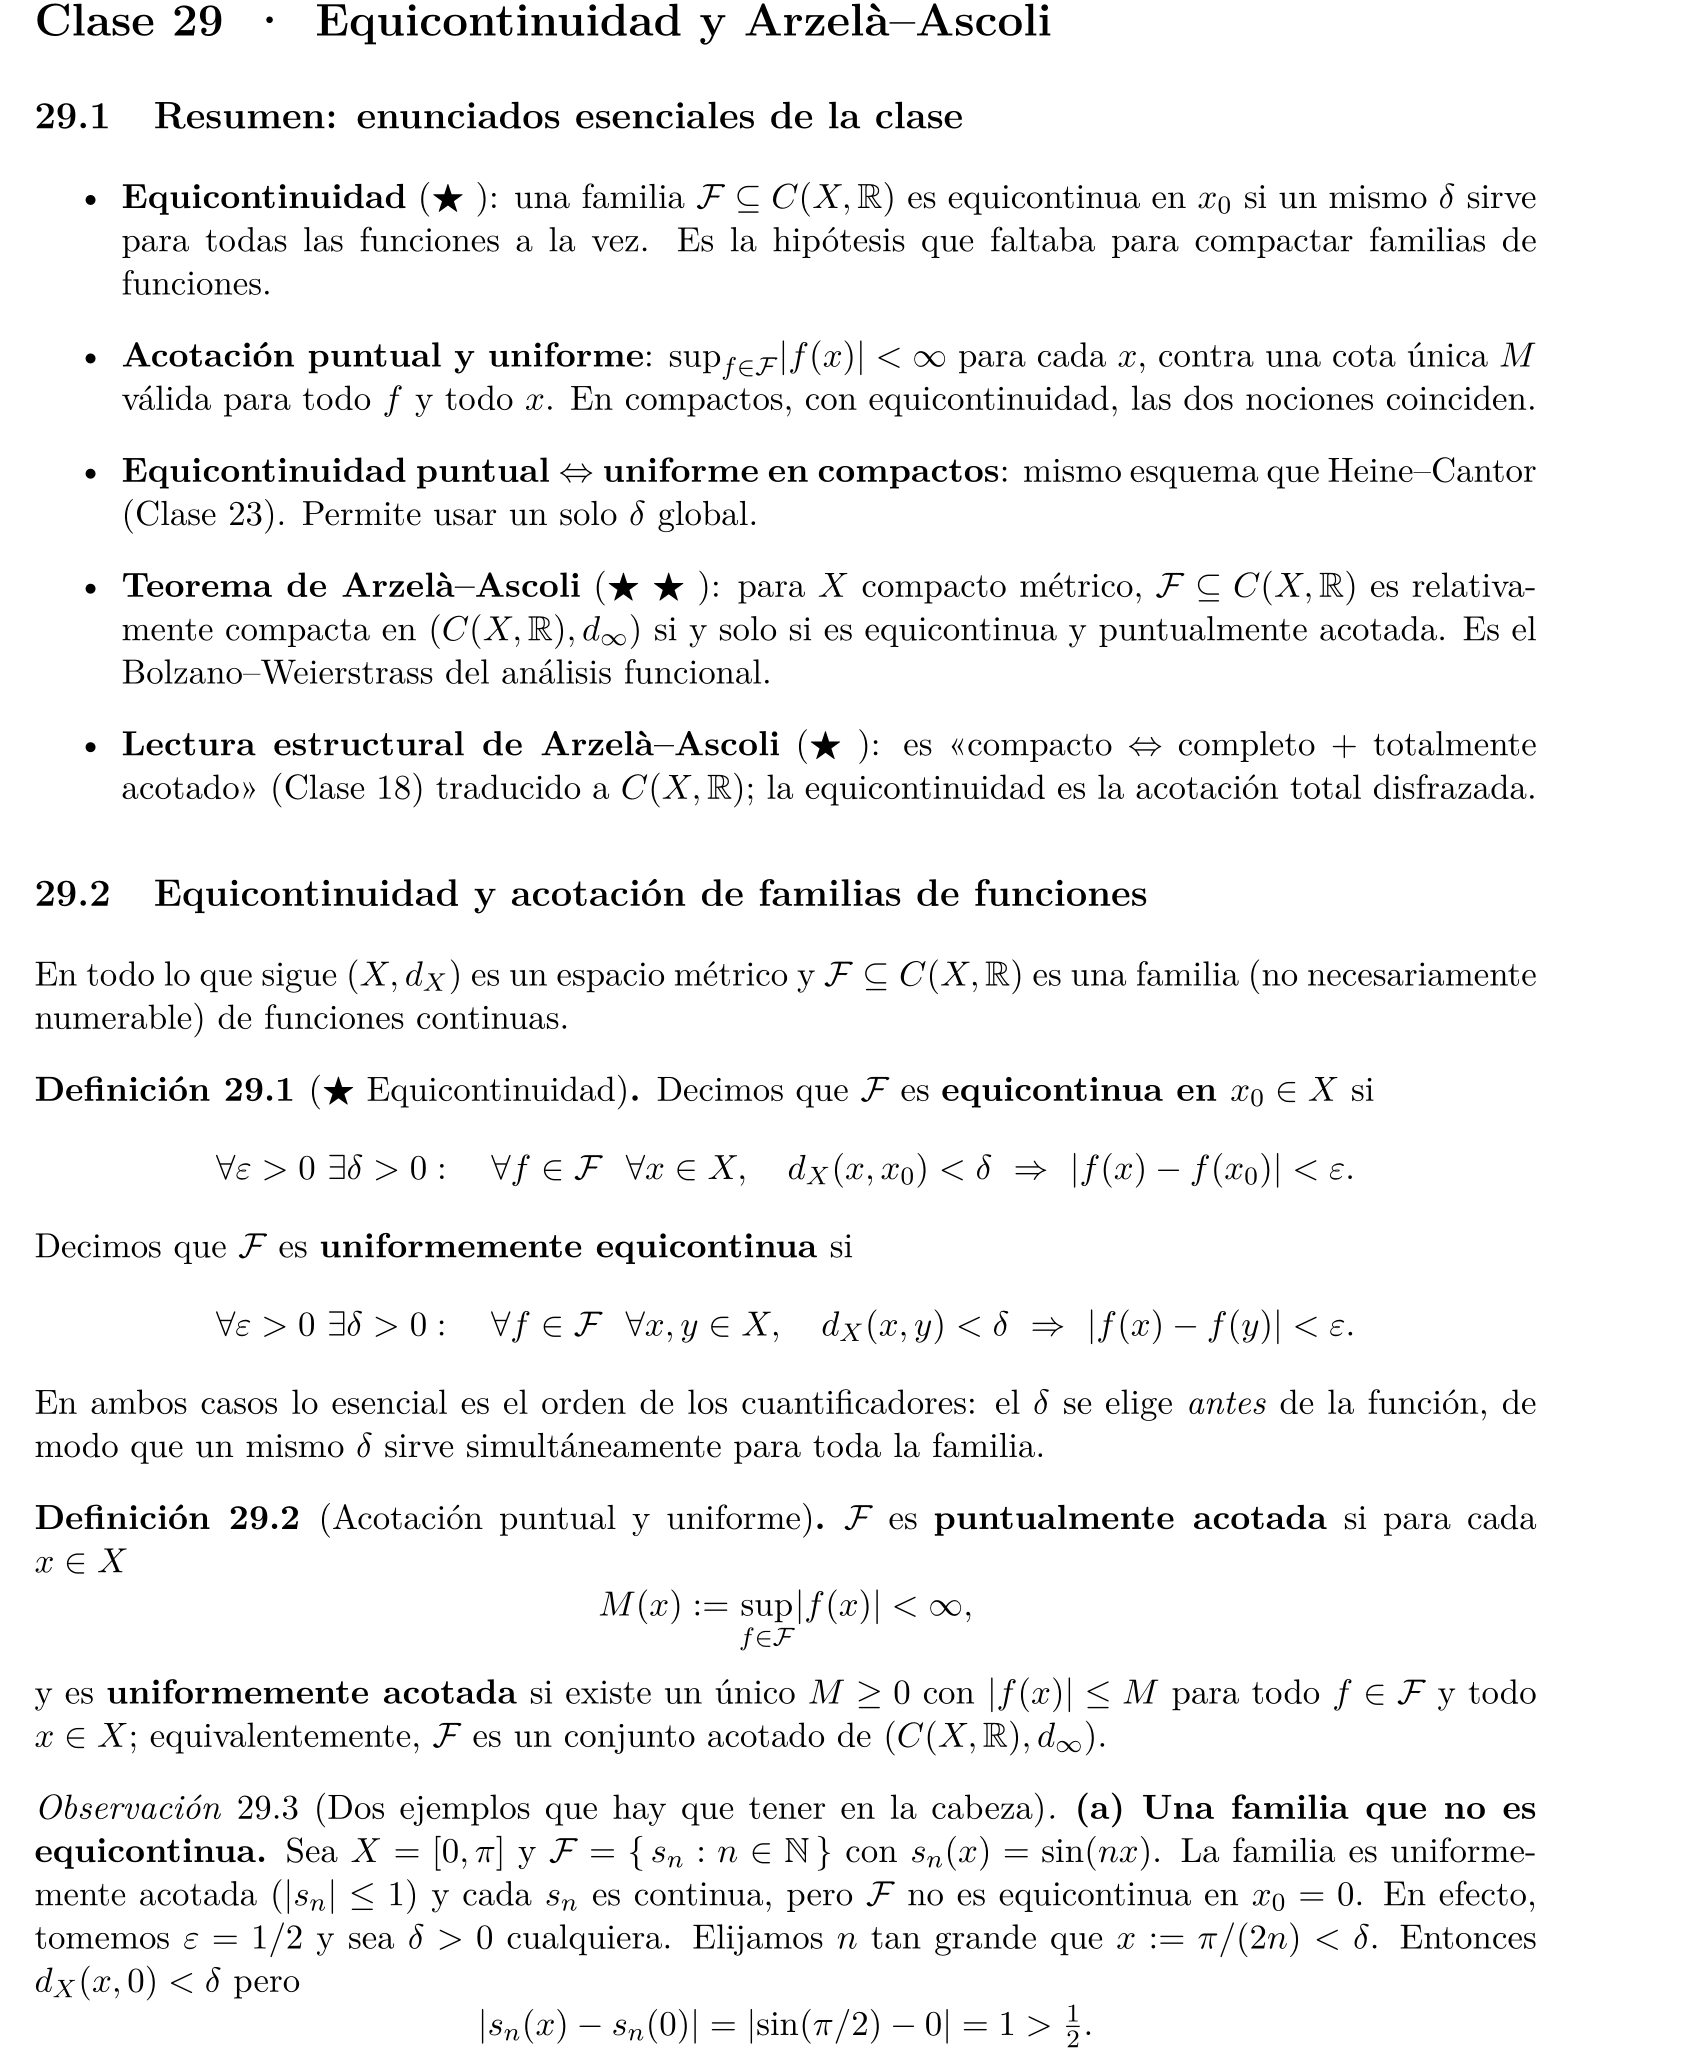 Clase 29 · Equicontinuidad y Arzelà–Ascoli
29.1 Resumen: enunciados esenciales de la clase
• Equicontinuidad (★ ): una familia ℱ ⊆ C(X, ℝ) es equicontinua en x₀ si un mismo δ sirve
para todas las funciones a la vez. Es la hipótesis que faltaba para compactar familias de
funciones.
• Acotación puntual y uniforme: sup_{f∈ℱ}|f(x)| < ∞ para cada x, contra una cota única M
válida para todo f y todo x. En compactos, con equicontinuidad, las dos nociones coinciden.
• Equicontinuidad puntual ⇔ uniforme en compactos: mismo esquema que Heine–Cantor
(Clase 23). Permite usar un solo δ global.
• Teorema de Arzelà–Ascoli (★ ★ ): para X compacto métrico, ℱ ⊆ C(X, ℝ) es relativa-
mente compacta en (C(X, ℝ), d∞) si y solo si es equicontinua y puntualmente acotada. Es el
Bolzano–Weierstrass del análisis funcional.
• Lectura estructural de Arzelà–Ascoli (★ ): es «compacto ⇔ completo + totalmente
acotado» (Clase 18) traducido a C(X, ℝ); la equicontinuidad es la acotación total disfrazada.
29.2 Equicontinuidad y acotación de familias de funciones
En todo lo que sigue (X, d_X) es un espacio métrico y ℱ ⊆ C(X, ℝ) es una familia (no necesariamente
numerable) de funciones continuas.
Definición 29.1 (★ Equicontinuidad). Decimos que ℱ es equicontinua en x₀ ∈ X si
∀ε > 0 ∃δ > 0 : ∀f ∈ ℱ ∀x ∈ X, d_X(x, x₀) < δ ⇒ |f(x) − f(x₀)| < ε.
Decimos que ℱ es uniformemente equicontinua si
∀ε > 0 ∃δ > 0 : ∀f ∈ ℱ ∀x, y ∈ X, d_X(x, y) < δ ⇒ |f(x) − f(y)| < ε.
En ambos casos lo esencial es el orden de los cuantificadores: el δ se elige antes de la función, de
modo que un mismo δ sirve simultáneamente para toda la familia.
Definición 29.2 (Acotación puntual y uniforme). ℱ es puntualmente acotada si para cada
x ∈ X
M(x) := sup_{f∈ℱ}|f(x)| < ∞,
y es uniformemente acotada si existe un único M ≥ 0 con |f(x)| ≤ M para todo f ∈ ℱ y todo
x ∈ X; equivalentemente, ℱ es un conjunto acotado de (C(X, ℝ), d∞).
Observación 29.3 (Dos ejemplos que hay que tener en la cabeza). (a) Una familia que no es
equicontinua. Sea X = [0, π] y ℱ = { sₙ : n ∈ ℕ } con sₙ(x) = sin(nx). La familia es uniforme-
mente acotada (|sₙ| ≤ 1) y cada sₙ es continua, pero ℱ no es equicontinua en x₀ = 0. En efecto,
tomemos ε = 1/2 y sea δ > 0 cualquiera. Elijamos n tan grande que x := π/(2n) < δ. Entonces
d_X(x, 0) < δ pero
|sₙ(x) − sₙ(0)| = |sin(π/2) − 0| = 1 > ½.